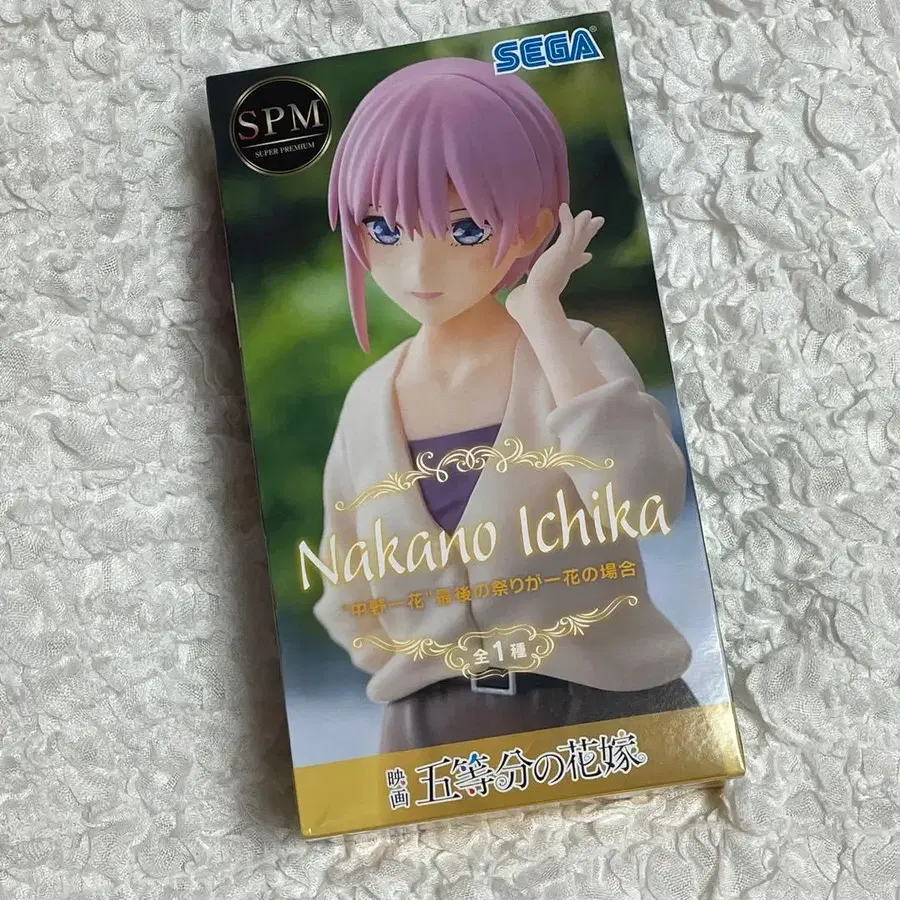 SEGA
SPM
SUPER PREMIUM
Nakano Ichika
"中野一花"最後の祭りが一花の場合
全1種
映画 五等分の花嫁